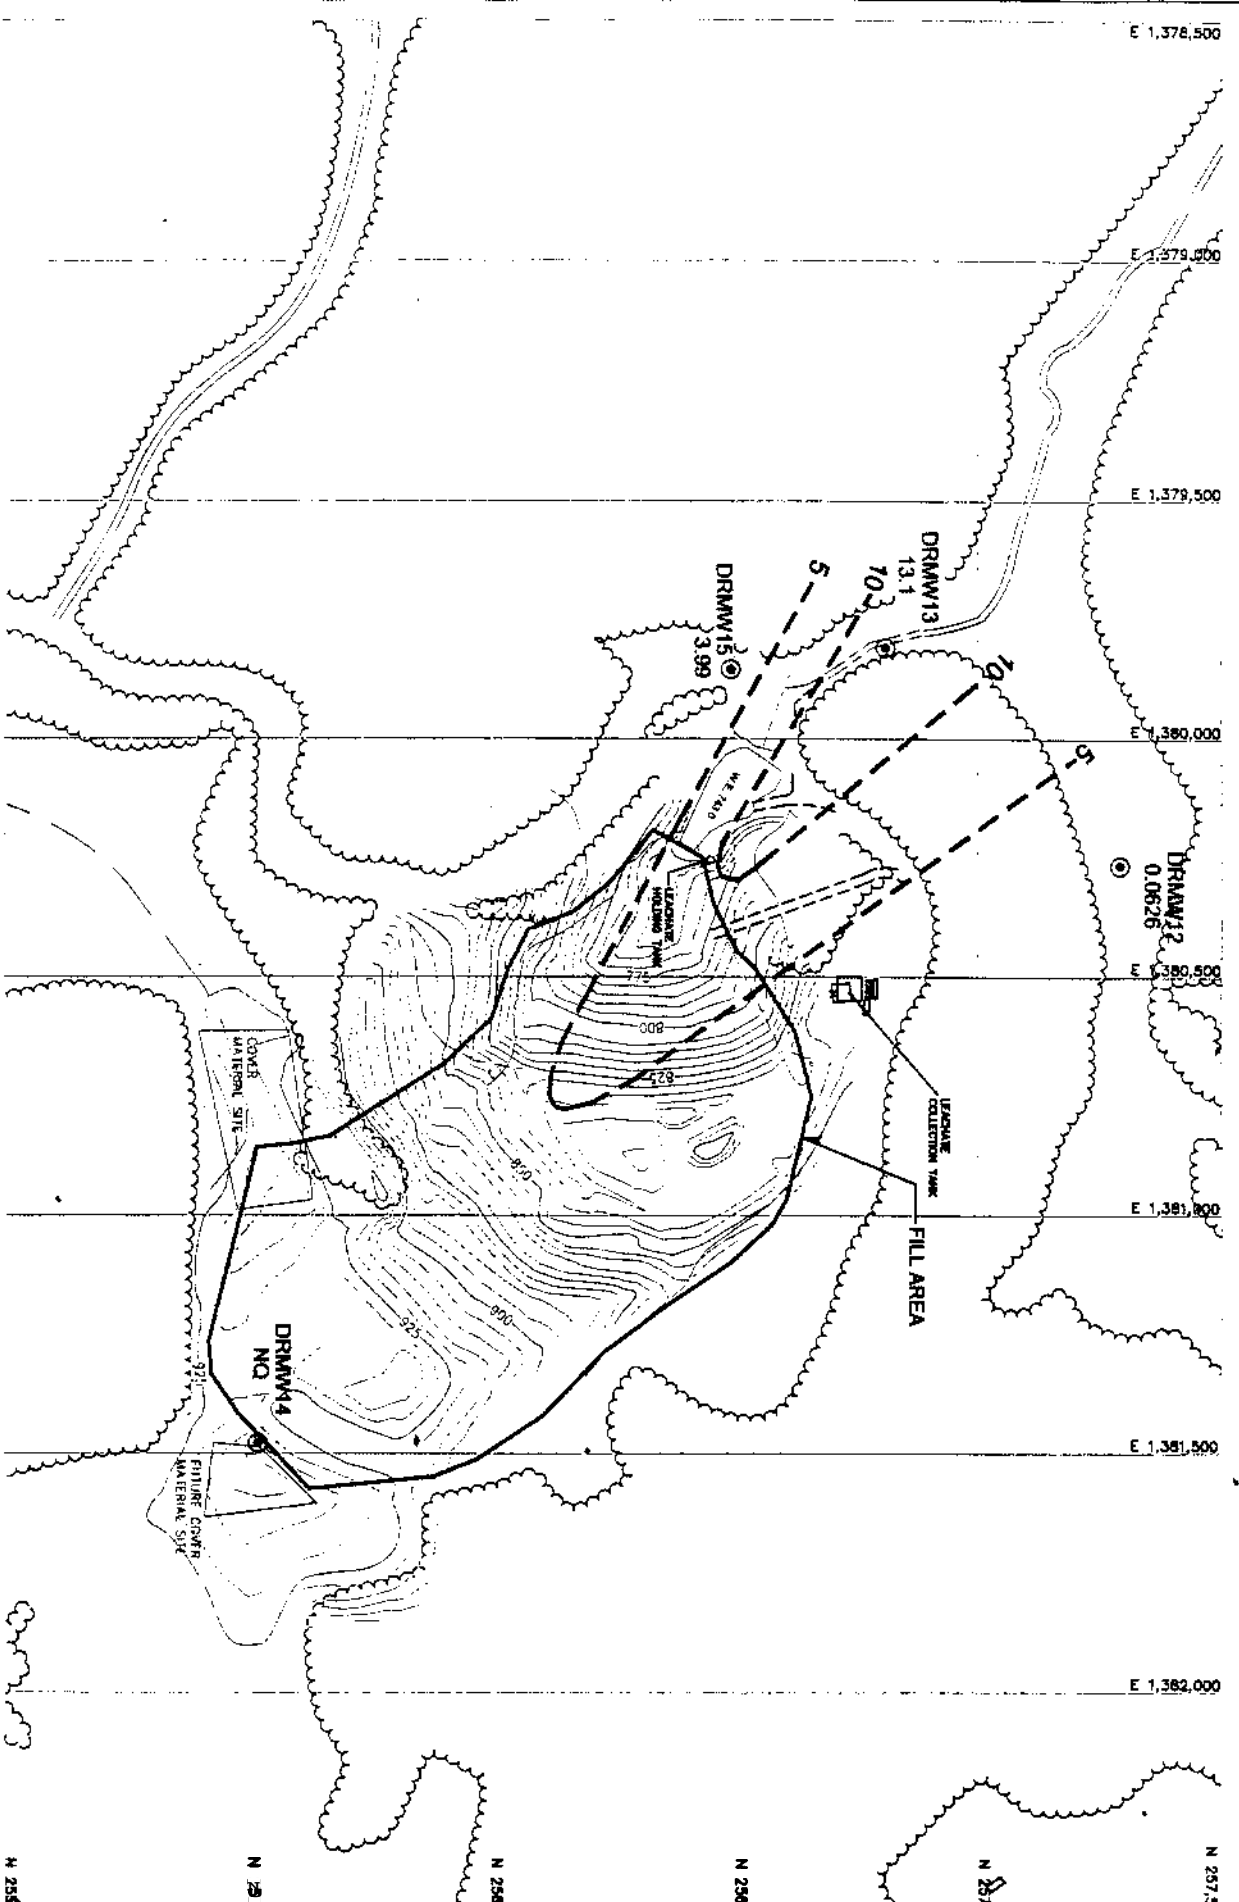 E 1,378,500
E 1,379,000
E 1,379,500
DRMW13
13.1
5
10
DRMW15
3.99
10
E 1,380,000
5
DRMW12
0.0626
LEACHATE
HOLDING TANK
E 1,380,500
775
800
825
COVER
MATERIAL SITE
LEACHATE
COLLECTION TANK
850
E 1,381,000
FILL AREA
900
925
DRMW14
NQ
E 1,381,500
FUTURE COVER
MATERIAL SITE
E 1,382,000